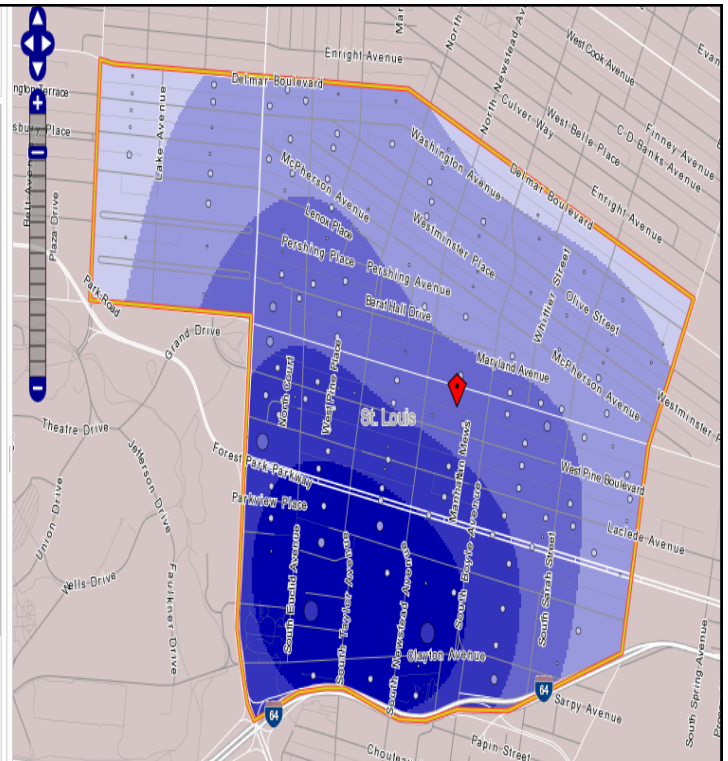 Enright Avenue
West Cook Avenue
North Newstead
Delmar Boulevard
Culver Way
West Belle Place
Finney Avenue
C D Banks Avenue
Terrace
Place
Lake Avenue
Washington Avenue
Delmar Boulevard
Enright Avenue
Plaza Drive
McPherson Avenue
Lenox Place
Westminster Place
Pershing Place
Pershing Avenue
Whittier Street
Olive Street
Park Road
Barat Hall Drive
Grand Drive
Maryland Avenue
McPherson Avenue
North Court
West Pine Place
Westminster
St. Louis
Theatre Drive
Jefferson Drive
Forest Park Parkway
Manhattan Mews
West Pine Boulevard
Parkview Place
Laclede Avenue
Union Drive
Wells Drive
Faulkner Drive
South Euclid Avenue
South Taylor Avenue
South Newstead Avenue
South Boyle Avenue
South Sarah Street
Clayton Avenue
64
64
Sarpy Avenue
South Spring Avenue
Papin Street
Chouteau